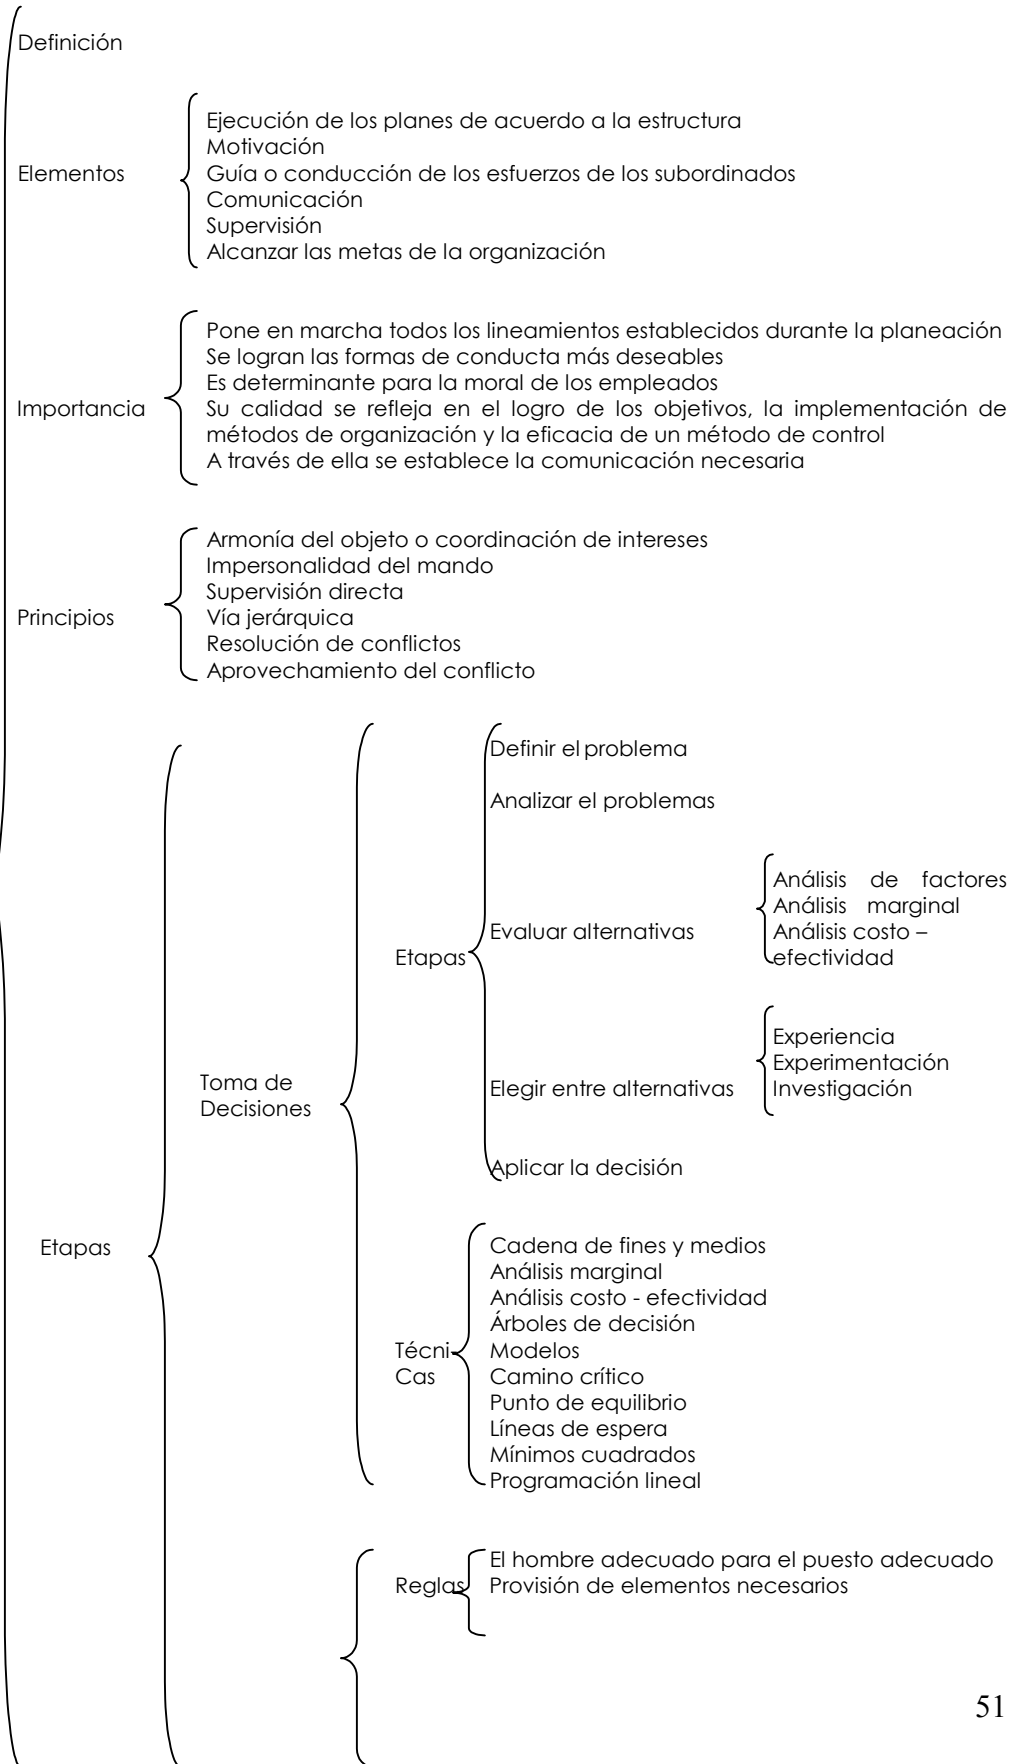 Definición
Elementos
Ejecución de los planes de acuerdo a la estructura
Motivación
Guía o conducción de los esfuerzos de los subordinados
Comunicación
Supervisión
Alcanzar las metas de la organización
Importancia
Pone en marcha todos los lineamientos establecidos durante la planeación
Se logran las formas de conducta más deseables
Es determinante para la moral de los empleados
Su calidad se refleja en el logro de los objetivos, la implementación de
métodos de organización y la eficacia de un método de control
A través de ella se establece la comunicación necesaria
Principios
Armonía del objeto o coordinación de intereses
Impersonalidad del mando
Supervisión directa
Vía jerárquica
Resolución de conflictos
Aprovechamiento del conflicto
Etapas
Toma de
Decisiones
Etapas
Definir el problema
Analizar el problemas
Evaluar alternativas
Análisis de factores
Análisis marginal
Análisis costo –
efectividad
Elegir entre alternativas
Experiencia
Experimentación
Investigación
Aplicar la decisión
Técni-
Cas
Cadena de fines y medios
Análisis marginal
Análisis costo - efectividad
Árboles de decisión
Modelos
Camino crítico
Punto de equilibrio
Líneas de espera
Mínimos cuadrados
Programación lineal
Reglas
El hombre adecuado para el puesto adecuado
Provisión de elementos necesarios
51